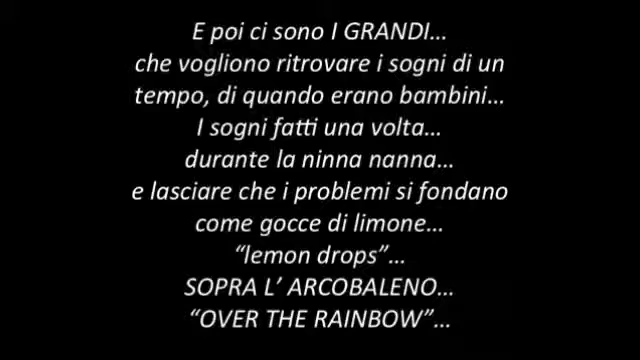 E poi ci sono I GRANDI…
che vogliono ritrovare i sogni di un
tempo, di quando erano bambini…
I sogni fatti una volta…
durante la ninna nanna…
e lasciare che i problemi si fondano
come gocce di limone…
“lemon drops”…
SOPRA L’ ARCOBALENO…
“OVER THE RAINBOW”…